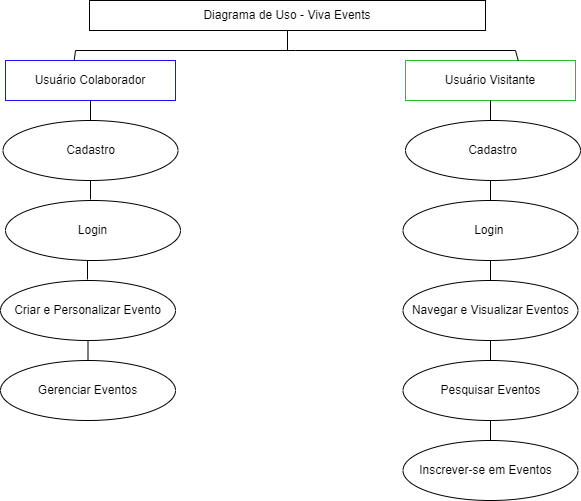 Diagrama de Uso - Viva Events
Usuário Colaborador
Cadastro
Login
Criar e Personalizar Evento
Gerenciar Eventos
Usuário Visitante
Cadastro
Login
Navegar e Visualizar Eventos
Pesquisar Eventos
Inscrever-se em Eventos